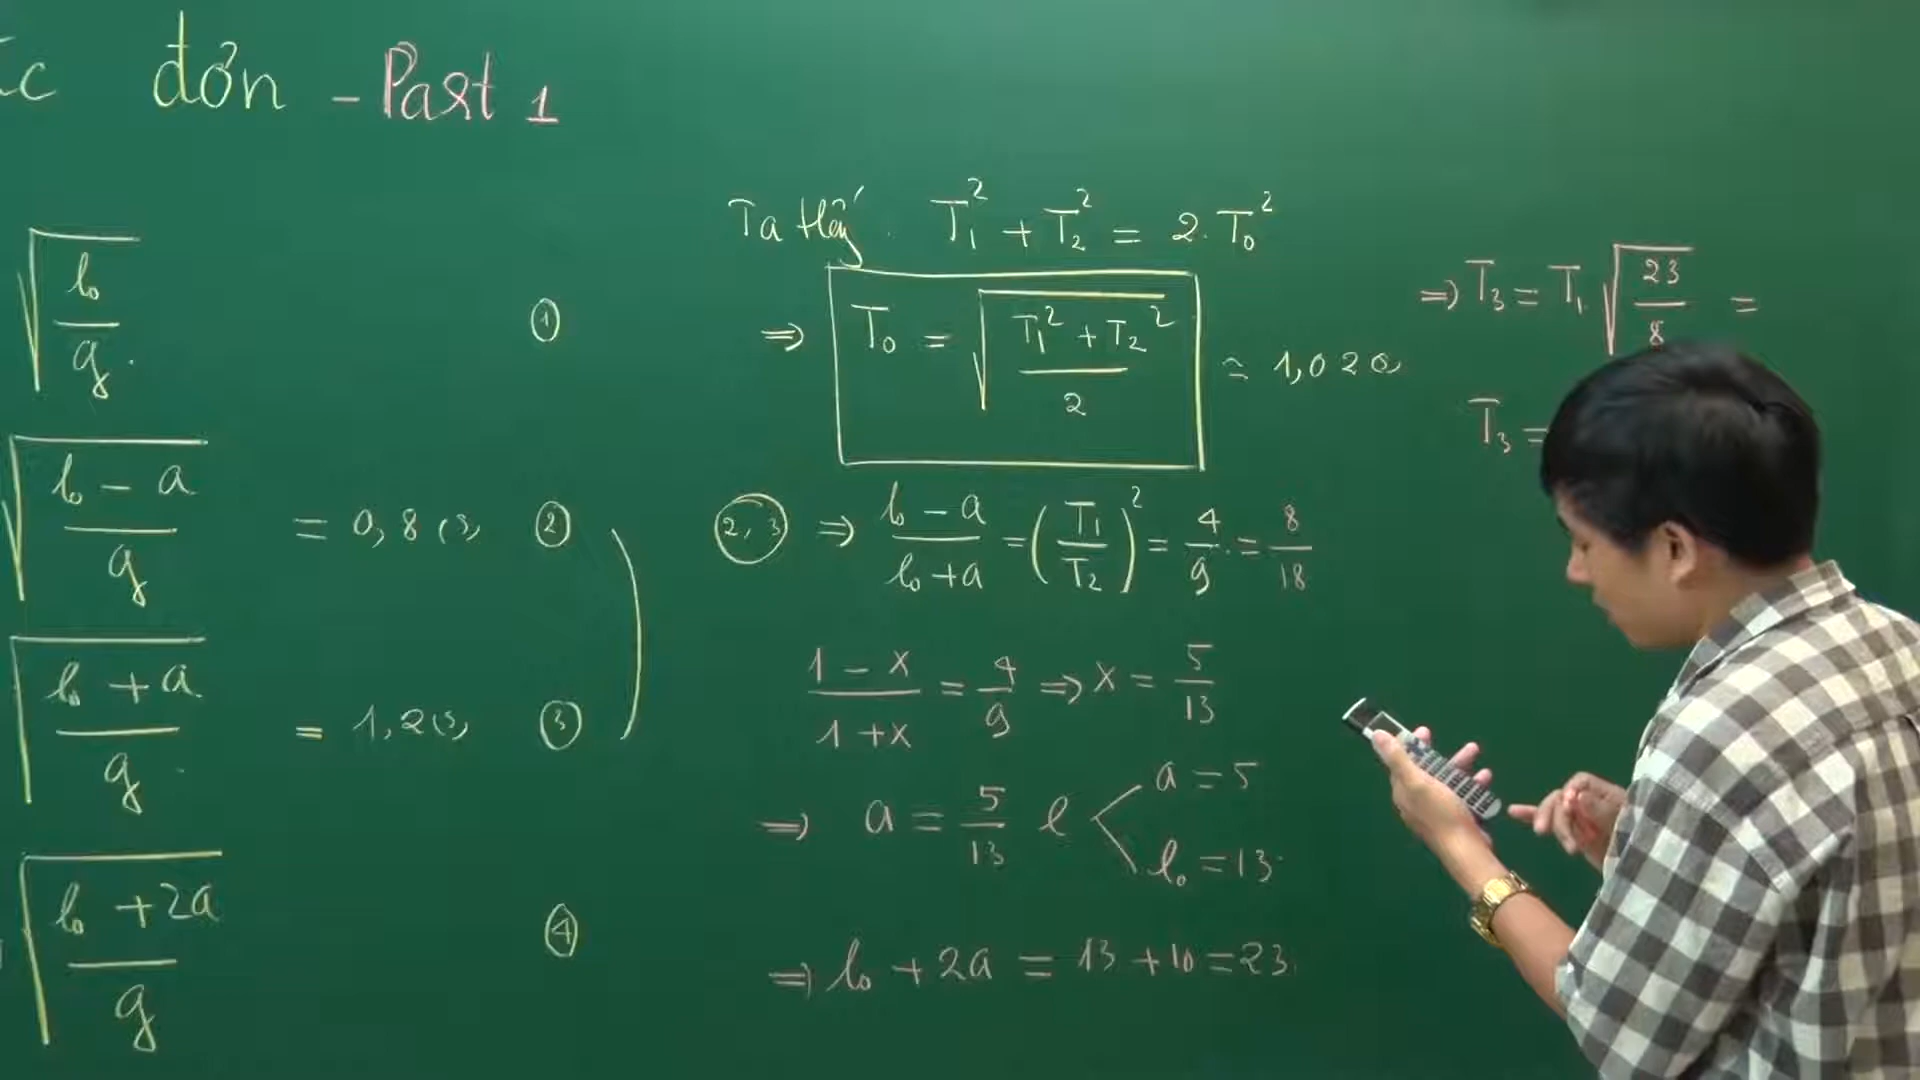 đơn - Part 1
√(l₀/g) ①
√((l₀ - a)/g) = 0,8 (s) ②
√((l₀ + a)/g) = 1,2 (s) ③
√((l₀ + 2a)/g) ④
Ta thấy T₁² + T₂² = 2.T₀²
⇒ T₀ = √((T₁² + T₂²)/2) ≃ 1,02 s
(2, 3) ⇒ (l₀ - a)/(l₀ + a) = (T₁/T₂)² = 4/9 = 8/18
(1 - x)/(1 + x) = 4/9 ⇒ x = 5/13
⇒ a = 5/13 l < a = 5
l₀ = 13
⇒ l₀ + 2a = 13 + 10 = 23
⇒ T₃ = T₁ √(23/8) =
T₃ =